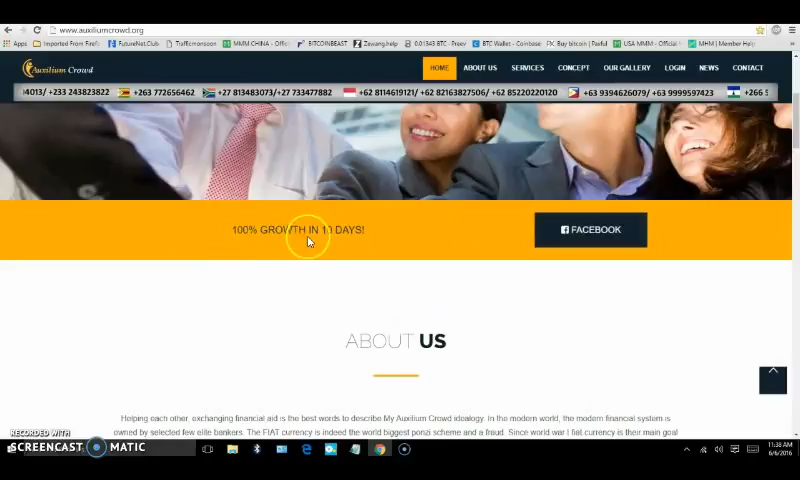 www.auxiliumcrowd.org
Apps Imported From Firefo FutureNet.Club Trafficmonsoon MMM CHINA - Offici BITCOINBEAST Zewang.help 0.01343 BTC - Preev BTC Wallet - Coinbase Buy bitcoin | Paxful USA MMM - Official MHM | Member Help
Auxilium Crowd HOME ABOUT US SERVICES CONCEPT OUR GALLERY LOGIN NEWS CONTACT
4013/ +233 243823822 +263 772656462 +27 813483073/+27 733477882 +62 8114619121/ +62 82163827506/ +62 85220220120 +63 9394626079/ +63 9999597423 +266 5
100% GROWTH IN 10 DAYS!
FACEBOOK
ABOUT US
Helping each other, exchanging financial aid is the best words to describe My Auxilium Crowd idealogy. In the modern world, the modern financial system is
owned by selected few elite bankers. The FIAT currency is indeed the world biggest ponzi scheme and a fraud. Since world war I fiat currency is their main goal
RECORDED WITH
SCREENCAST MATIC
11:38 AM
6/6/2016